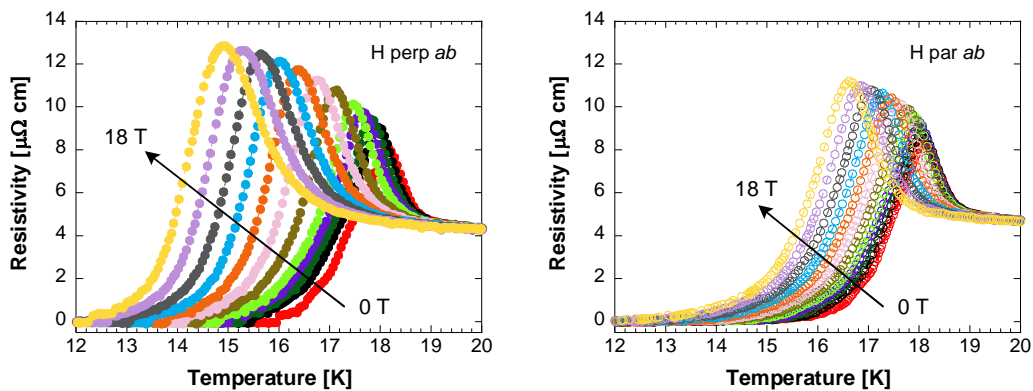 14
12
10
8
6
4
2
0
Resistivity [μΩ cm]
H perp ab
18 T
0 T
12 13 14 15 16 17 18 19 20
Temperature [K]
14
12
10
8
6
4
2
0
Resistivity [μΩ cm]
H par ab
18 T
0 T
12 13 14 15 16 17 18 19 20
Temperature [K]